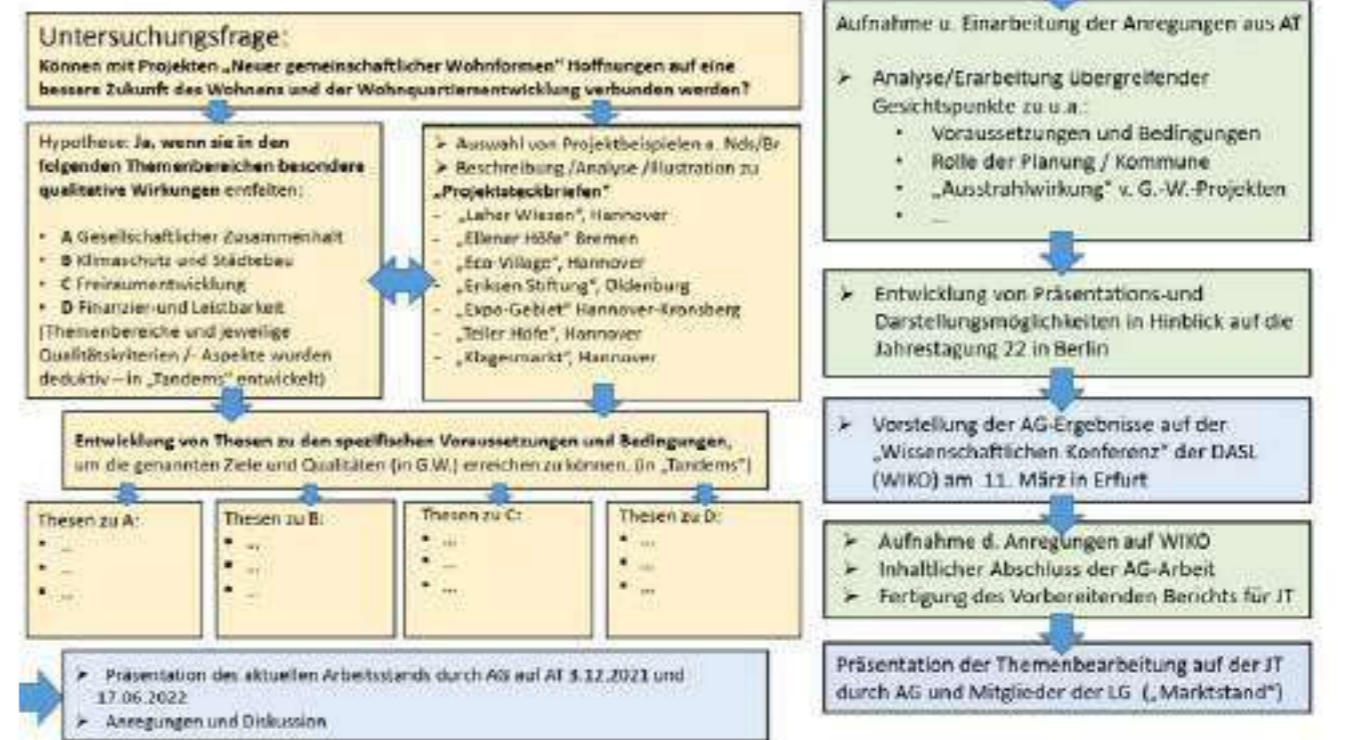 Untersuchungsfrage:
Können mit Projekten „Neuer gemeinschaftlicher Wohnformen" Hoffnungen auf eine
bessere Zukunft des Wohnens und der Wohnquartiersentwicklung verbunden werden?
Hypothese: Ja, wenn sie in den
folgenden Themenbereichen besondere
qualitative Wirkungen entfalten:
• A Gesellschaftlicher Zusammenhalt
• B Klimaschutz und Städtebau
• C Freiraumentwicklung
• D Finanzier-und Leistbarkeit
(Themenbereiche und jeweilige
Qualitätskriterien /- Aspekte wurden
deduktiv – in „Tandems" entwickelt)
➢ Auswahl von Projektbeispielen a. Nds/Br
➢ Beschreibung /Analyse /Illustration zu
„Projektsteckbriefen"
- „Laher Wiesen", Hannover
- „Ellener Höfe" Bremen
- „Eco-Village", Hannover
- „Eriksen Stiftung", Oldenburg
- „Expo-Gebiet" Hannover-Kronsberg
- „Teiler Höfe", Hannover
- „Klagesmarkt", Hannover
Entwicklung von Thesen zu den spezifischen Voraussetzungen und Bedingungen,
um die genannten Ziele und Qualitäten (in G.W.) erreichen zu können. (in „Tandems")
Thesen zu A:
• ...
• ...
• ...
Thesen zu B:
• ...
• ...
• ...
Thesen zu C:
• ...
• ...
• ...
Thesen zu D:
• ...
• ...
• ...
➢ Präsentation des aktuellen Arbeitsstands durch AG auf AT 3.12.2021 und
17.06.2022
➢ Anregungen und Diskussion
Aufnahme u. Einarbeitung der Anregungen aus AT
➢ Analyse/Erarbeitung übergreifender
Gesichtspunkte zu u.a.:
• Voraussetzungen und Bedingungen
• Rolle der Planung / Kommune
• „Ausstrahlwirkung" v. G.-W.-Projekten
• ...
➢ Entwicklung von Präsentations-und
Darstellungsmöglichkeiten in Hinblick auf die
Jahrestagung 22 in Berlin
➢ Vorstellung der AG-Ergebnisse auf der
„Wissenschaftlichen Konferenz" der DASL
(WIKO) am 11. März in Erfurt
➢ Aufnahme d. Anregungen auf WIKO
➢ Inhaltlicher Abschluss der AG-Arbeit
➢ Fertigung des Vorbereitenden Berichts für JT
Präsentation der Themenbearbeitung auf der JT
durch AG und Mitglieder der LG („Marktstand")